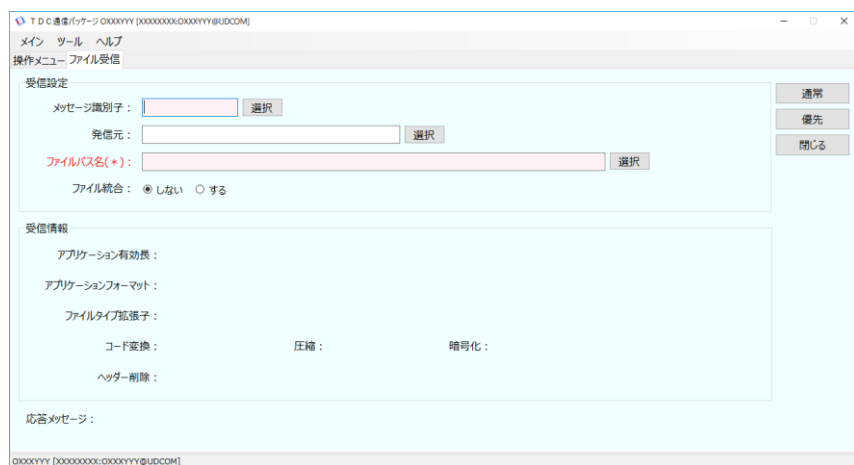 TDC通信パッケージ OXXXYYY [XXXXXXXX:OXXXYYY@UDCOM]
メイン ツール ヘルプ
操作メニュー ファイル受信
受信設定
メッセージ識別子： 選択
発信元： 選択
ファイルパス名(*)： 選択
ファイル統合： しない する
通常
優先
閉じる
受信情報
アプリケーション有効長：
アプリケーションフォーマット：
ファイルタイプ拡張子：
コード変換： 圧縮： 暗号化：
ヘッダー削除：
応答メッセージ：
OXXXYYY [XXXXXXXX:OXXXYYY@UDCOM]